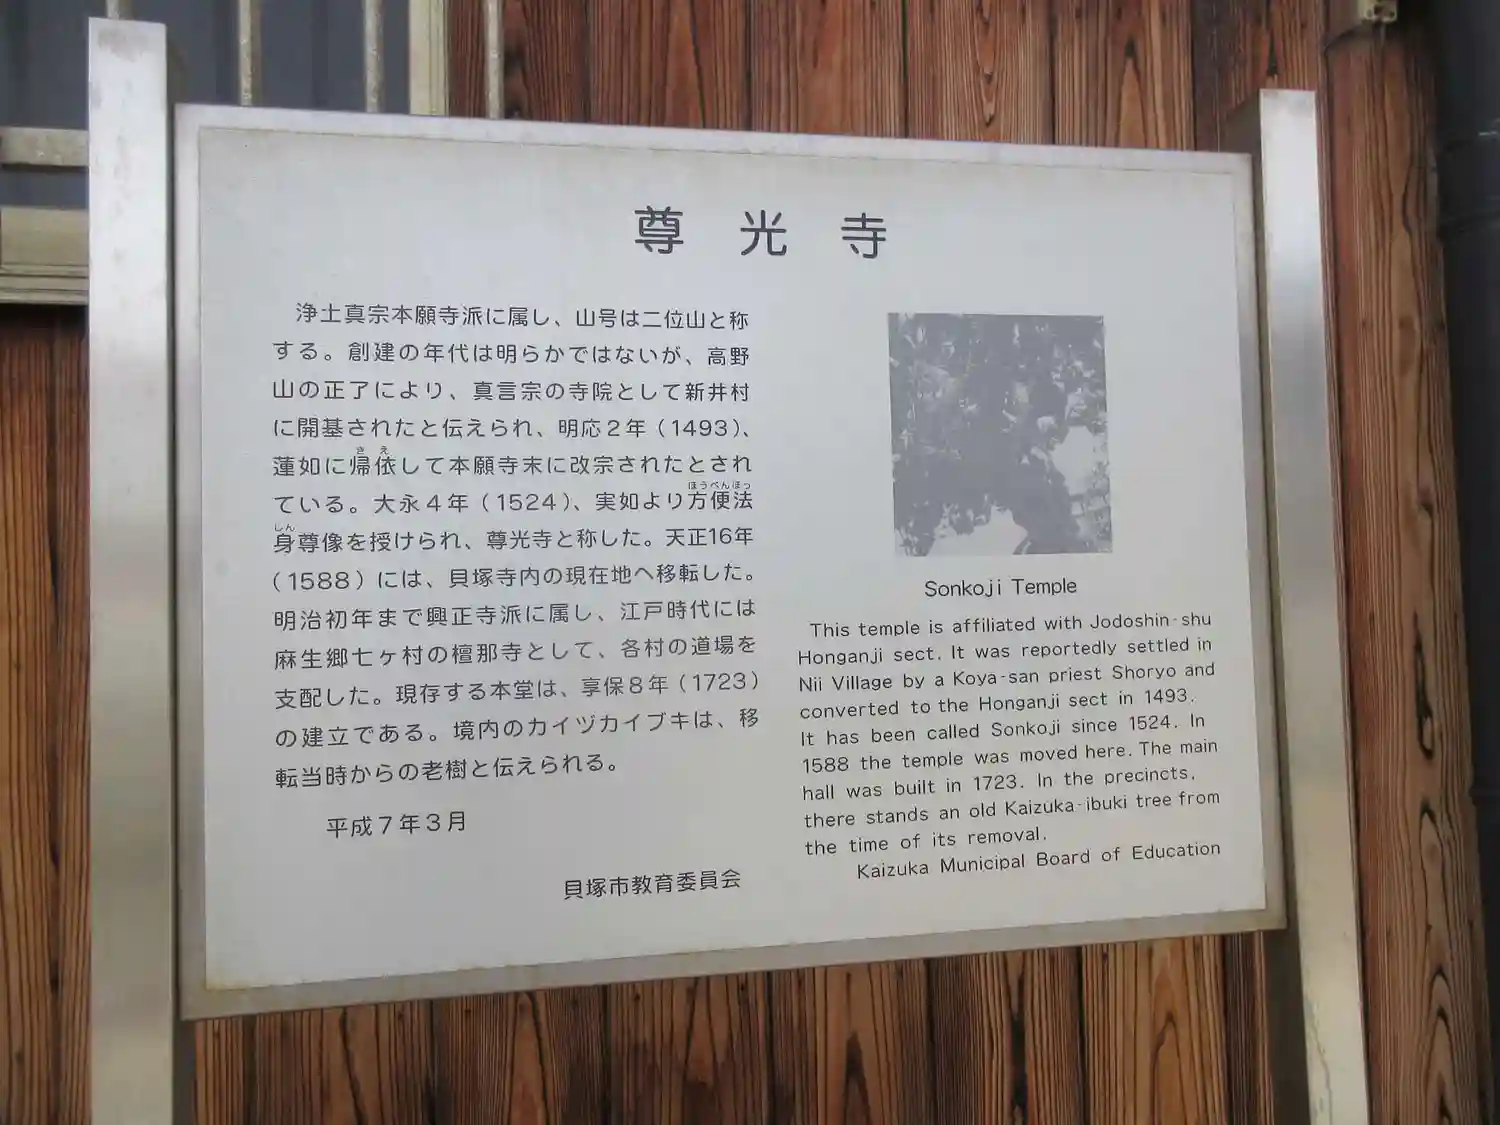 尊光寺
浄土真宗本願寺派に属し、山号は二位山と称
する。創建の年代は明らかではないが、高野
山の正了により、真言宗の寺院として新井村
に開基されたと伝えられ、明応2年(1493)、
きえ
蓮如に帰依して本願寺末に改宗されたとされ
ほうべんほっ
ている。大永4年(1524)、実如より方便法
しん
身尊像を授けられ、尊光寺と称した。天正16年
(1588)には、貝塚寺内の現在地へ移転した。
明治初年まで興正寺派に属し、江戸時代には
麻生郷七ヶ村の檀那寺として、各村の道場を
支配した。現存する本堂は、享保8年(1723)
の建立である。境内のカイヅカイブキは、移
転当時からの老樹と伝えられる。
平成7年3月
貝塚市教育委員会
Sonkoji Temple
This temple is affiliated with Jodoshin-shu
Honganji sect. It was reportedly settled in
Nii Village by a Koya-san priest Shoryo and
converted to the Honganji sect in 1493.
It has been called Sonkoji since 1524. In
1588 the temple was moved here. The main
hall was built in 1723. In the precincts,
there stands an old Kaizuka-ibuki tree from
the time of its removal.
Kaizuka Municipal Board of Education